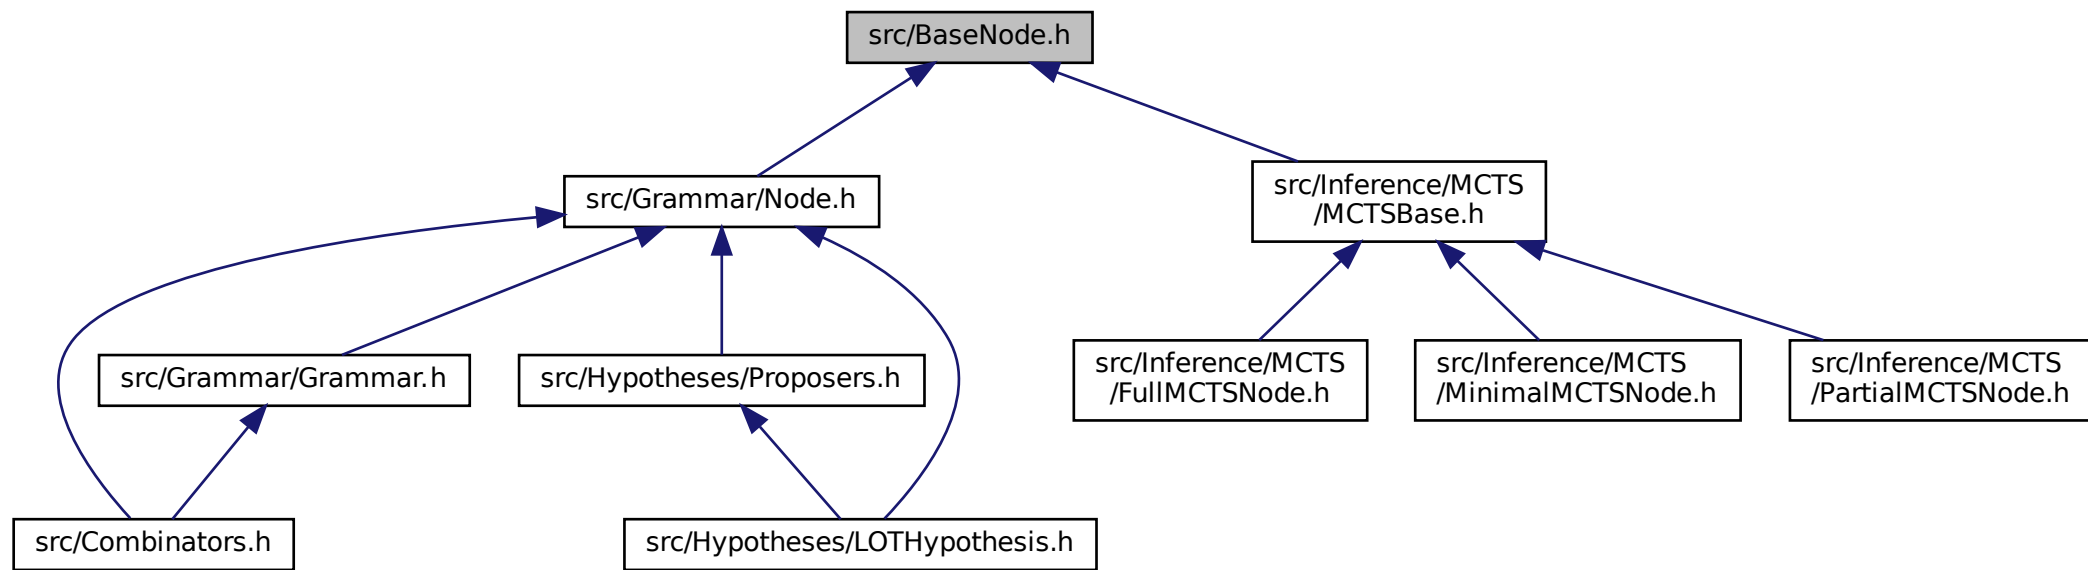 src/BaseNode.h
src/Grammar/Node.h
src/Inference/MCTS
/MCTSBase.h
src/Grammar/Grammar.h
src/Hypotheses/Proposers.h
src/Inference/MCTS
/FullMCTSNode.h
src/Inference/MCTS
/MinimalMCTSNode.h
src/Inference/MCTS
/PartialMCTSNode.h
src/Combinators.h
src/Hypotheses/LOTHypothesis.h